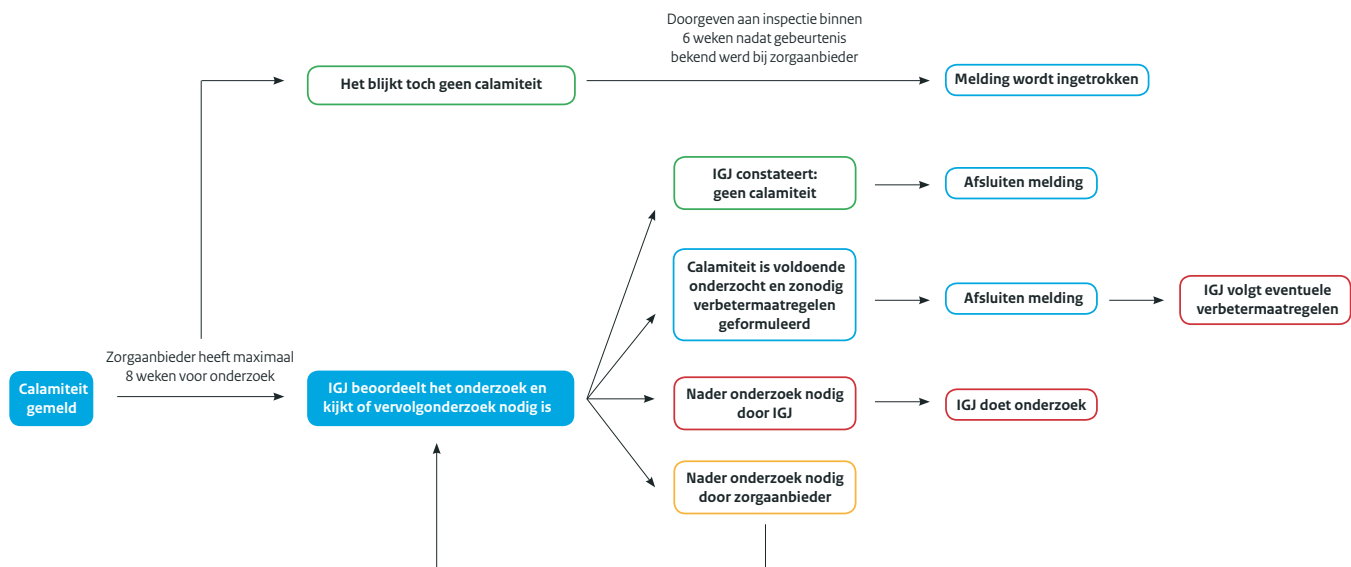 Doorgeven aan inspectie binnen
6 weken nadat gebeurtenis
bekend werd bij zorgaanbieder
Het blijkt toch geen calamiteit
Melding wordt ingetrokken
IGJ constateert:
geen calamiteit
Afsluiten melding
Calamiteit is voldoende
onderzocht en zonodig
verbetermaatregelen
geformuleerd
Afsluiten melding
IGJ volgt eventuele
verbetermaatregelen
Zorgaanbieder heeft maximaal
8 weken voor onderzoek
Calamiteit
gemeld
IGJ beoordeelt het onderzoek en
kijkt of vervolgonderzoek nodig is
Nader onderzoek nodig
door IGJ
IGJ doet onderzoek
Nader onderzoek nodig
door zorgaanbieder